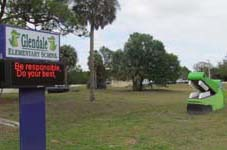 Glendale
ELEMENTARY SCHOOL
Be responsible.
Do your best.